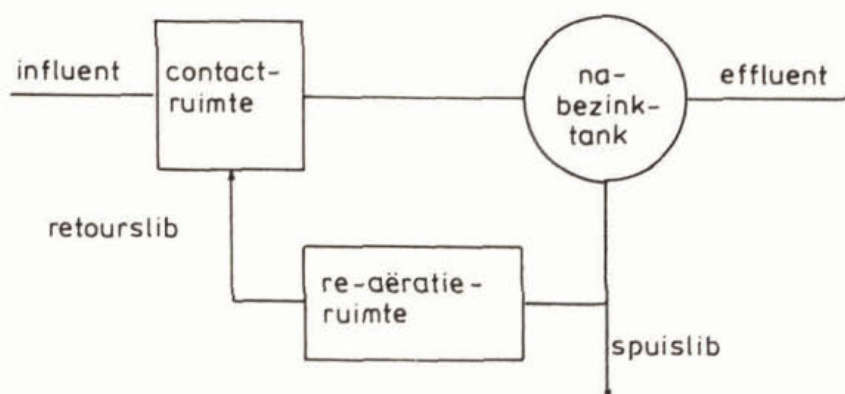 influent
contact-
ruimte
na-
bezink-
tank
effluent
retourslib
re-aëratie-
ruimte
spuislib